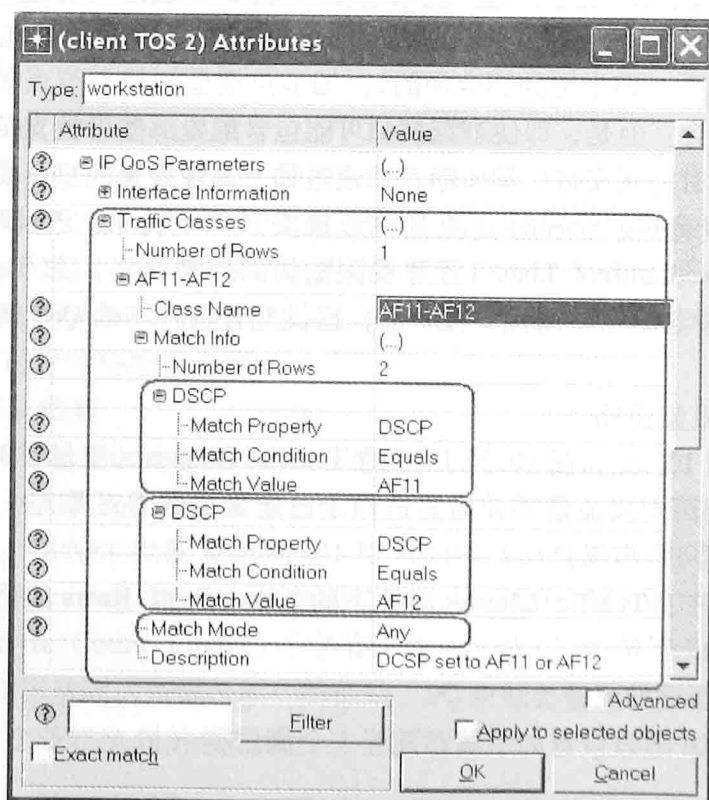 (client TOS 2) Attributes
Type: workstation
Attribute Value
IP QoS Parameters (...)
Interface Information None
Traffic Classes (...)
Number of Rows 1
AF11-AF12
Class Name AF11-AF12
Match Info (...)
Number of Rows 2
DSCP
Match Property DSCP
Match Condition Equals
Match Value AF11
DSCP
Match Property DSCP
Match Condition Equals
Match Value AF12
Match Mode Any
Description DCSP set to AF11 or AF12
Advanced
Filter
Apply to selected objects
Exact match
OK Cancel